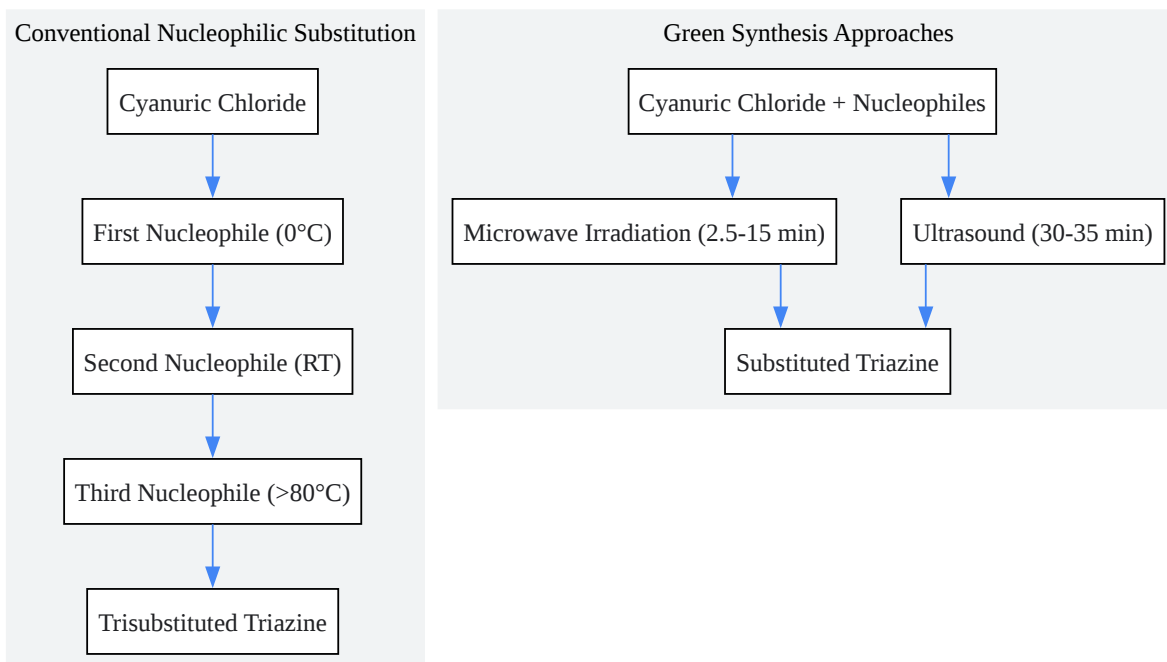 Conventional Nucleophilic Substitution
Cyanuric Chloride
First Nucleophile (0°C)
Second Nucleophile (RT)
Third Nucleophile (>80°C)
Trisubstituted Triazine
Green Synthesis Approaches
Cyanuric Chloride + Nucleophiles
Microwave Irradiation (2.5-15 min)
Ultrasound (30-35 min)
Substituted Triazine